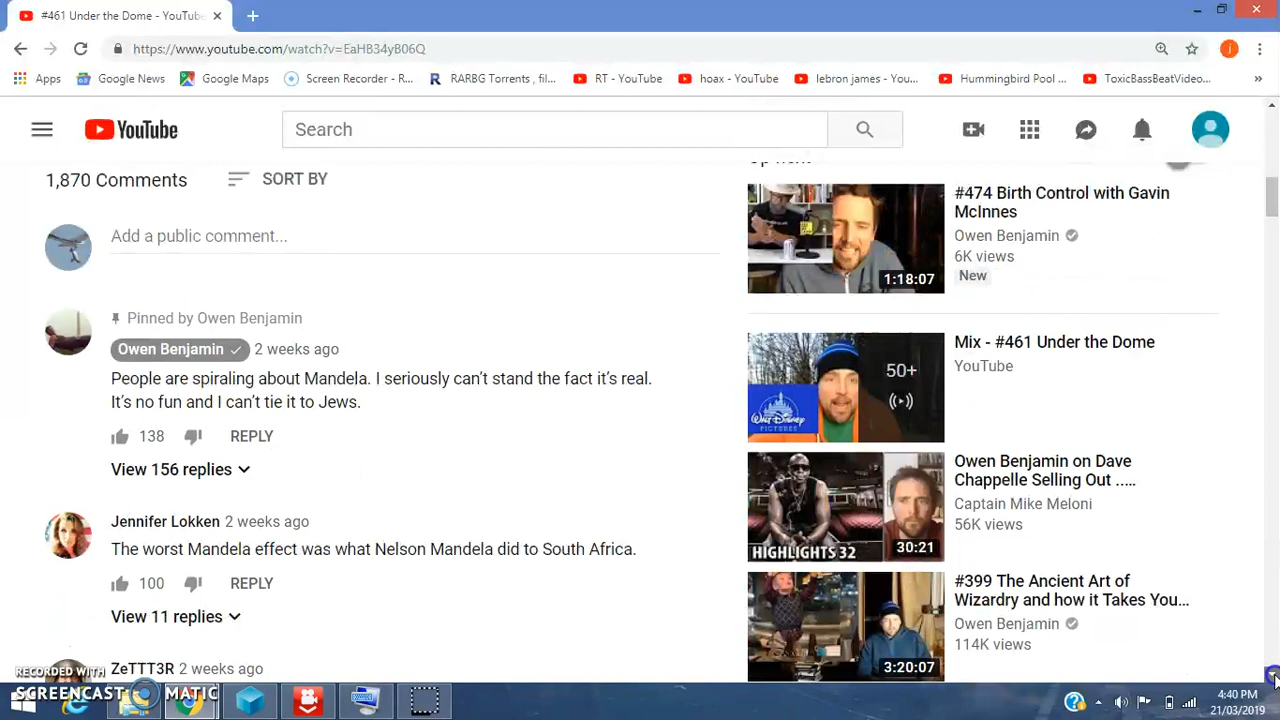 #461 Under the Dome - YouTube
https://www.youtube.com/watch?v=EaHB34yB06Q
Apps
Google News
Google Maps
Screen Recorder - R...
RARBG Torrents , fil...
RT - YouTube
hoax - YouTube
lebron james - You...
Hummingbird Pool ...
ToxicBassBeatVideo...
YouTube
Search
1,870 Comments
SORT BY
Add a public comment...
Pinned by Owen Benjamin
Owen Benjamin 2 weeks ago
People are spiraling about Mandela. I seriously can't stand the fact it's real.
It's no fun and I can't tie it to Jews.
138 REPLY
View 156 replies
Jennifer Lokken 2 weeks ago
The worst Mandela effect was what Nelson Mandela did to South Africa.
100 REPLY
View 11 replies
ZeTTT3R 2 weeks ago
#474 Birth Control with Gavin
McInnes
Owen Benjamin
6K views
New
1:18:07
Mix - #461 Under the Dome
YouTube
50+
WALT DISNEY
PICTURES
Owen Benjamin on Dave
Chappelle Selling Out ..…
Captain Mike Meloni
56K views
HIGHLIGHTS 32
30:21
#399 The Ancient Art of
Wizardry and how it Takes You...
Owen Benjamin
114K views
3:20:07
RECORDED WITH
SCREENCAST MATIC
4:40 PM
21/03/2019